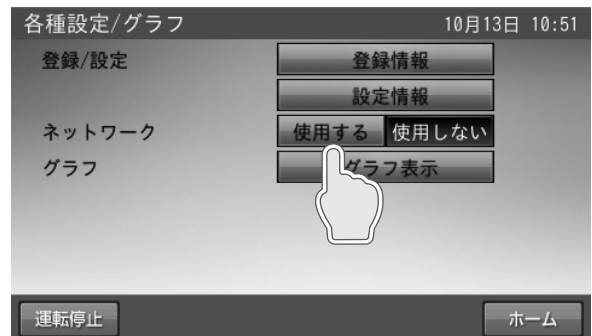 各種設定/グラフ 10月13日 10:51
登録/設定 登録情報
設定情報
ネットワーク 使用する 使用しない
グラフ グラフ表示
運転停止 ホーム